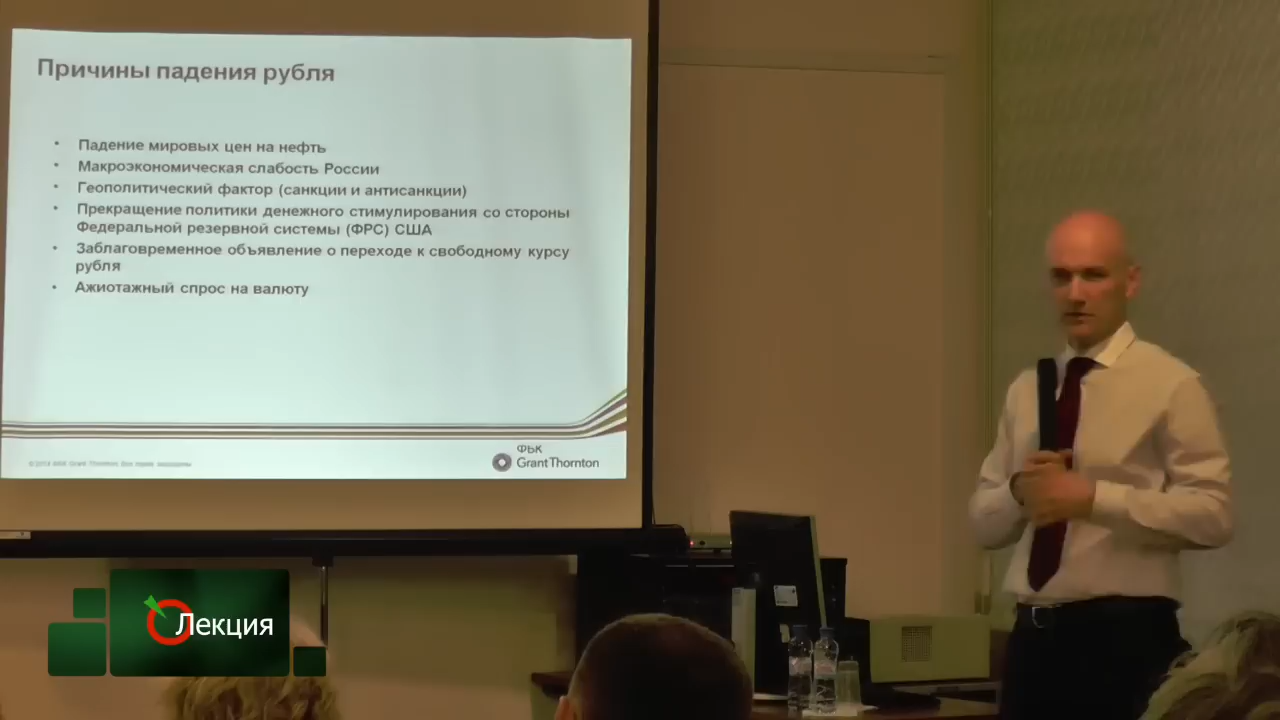 Причины падения рубля
• Падение мировых цен на нефть
• Макроэкономическая слабость России
• Геополитический фактор (санкции и антисанкции)
• Прекращение политики денежного стимулирования со стороны
Федеральной резервной системы (ФРС) США
• Заблаговременное объявление о переходе к свободному курсу
рубля
• Ажиотажный спрос на валюту
ФБК
Grant Thornton
Лекция